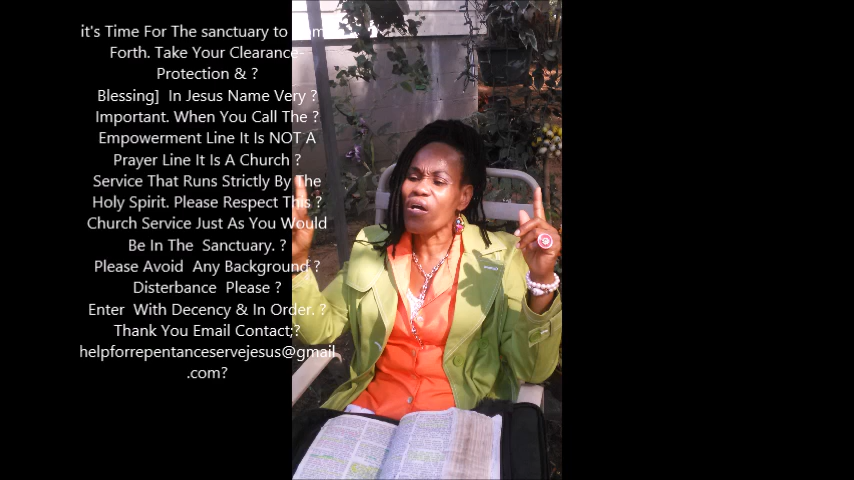 it's Time For The sanctuary to Come
Forth. Take Your Clearance-
Protection & ?
Blessing]  In Jesus Name Very ?
Important. When You Call The ?
Empowerment Line It Is NOT A
Prayer Line It Is A Church ?
Service That Runs Strictly By The
Holy Spirit. Please Respect This ?
Church Service Just As You Would
Be In The  Sanctuary. ?
Please Avoid  Any Background ?
Disterbance  Please ?
Enter  With Decency & In Order. ?
Thank You Email Contact;?
helpforrepentanceservejesus@gmail
.com?